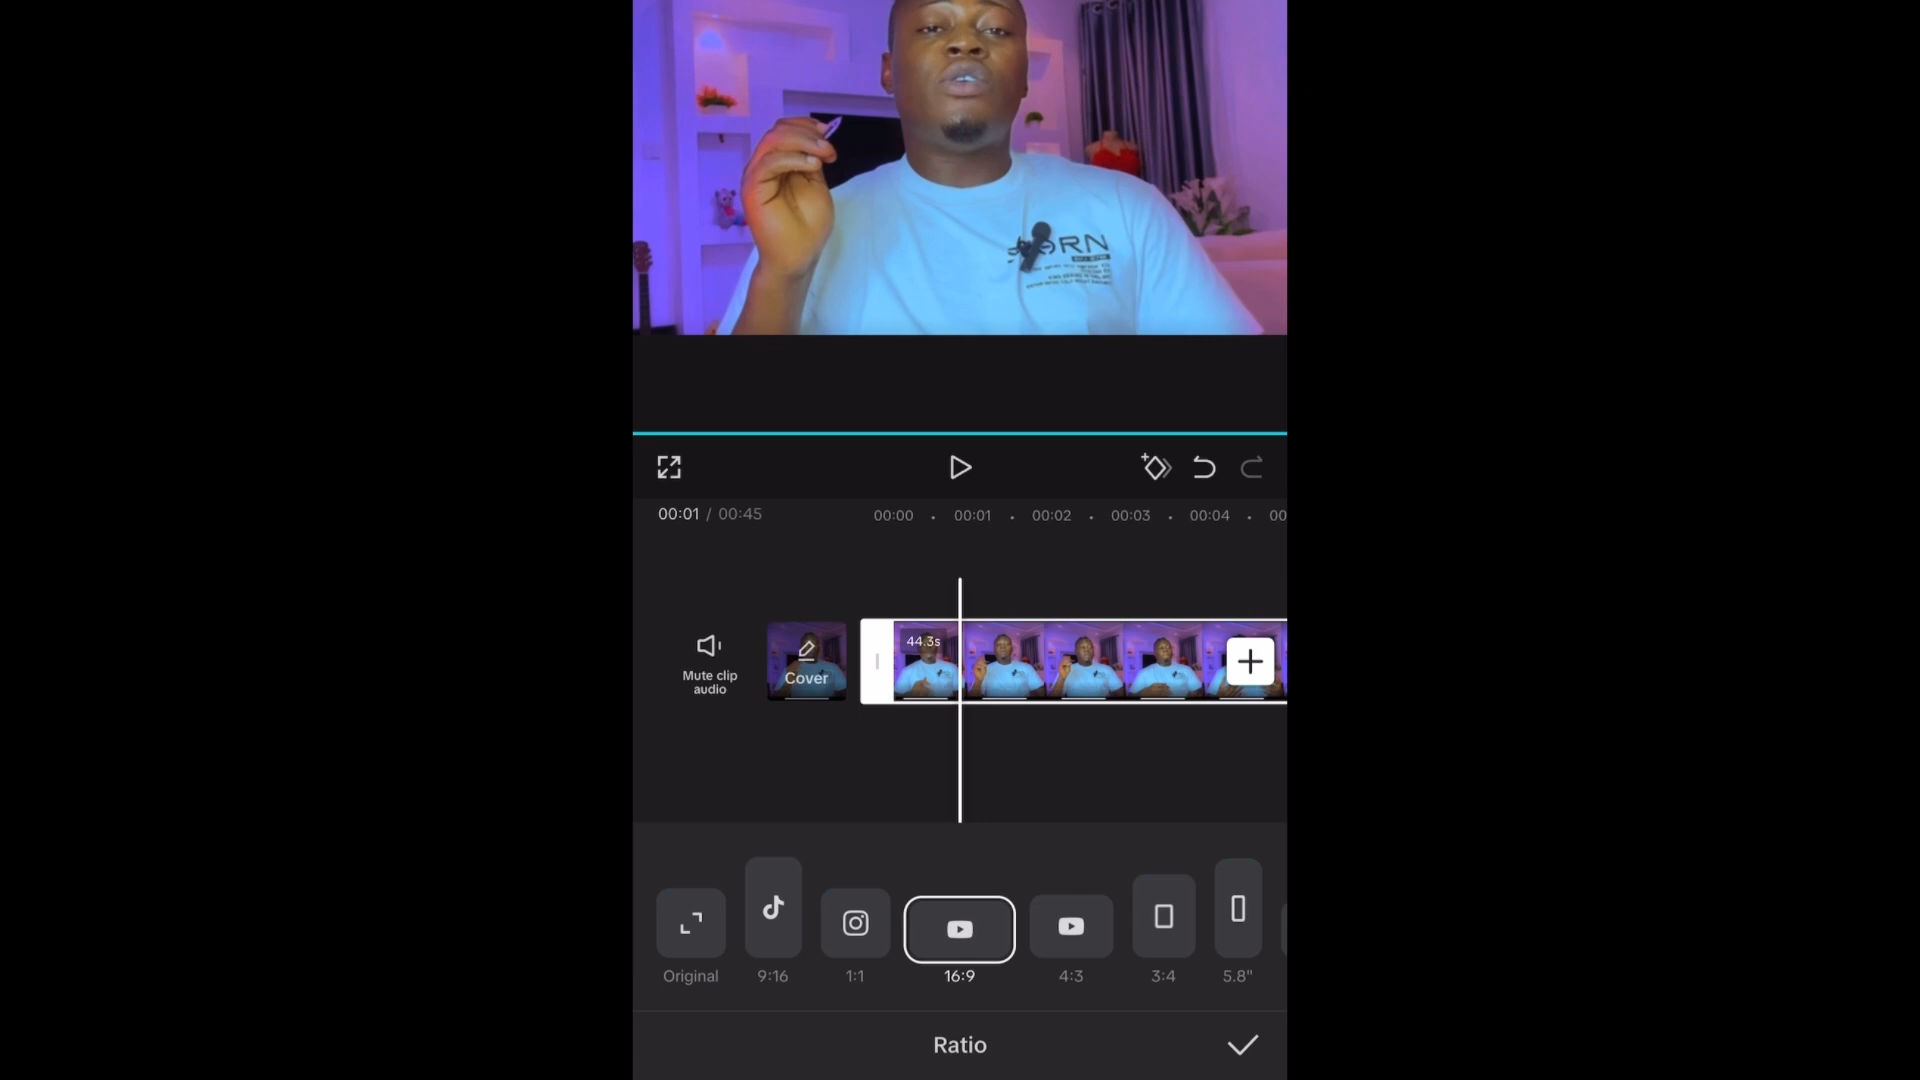 ORN
00:01 / 00:45
00:00
00:01
00:02
00:03
00:04
00
44.3s
Mute clip
audio
Cover
Original
9:16
1:1
16:9
4:3
3:4
5.8"
Ratio